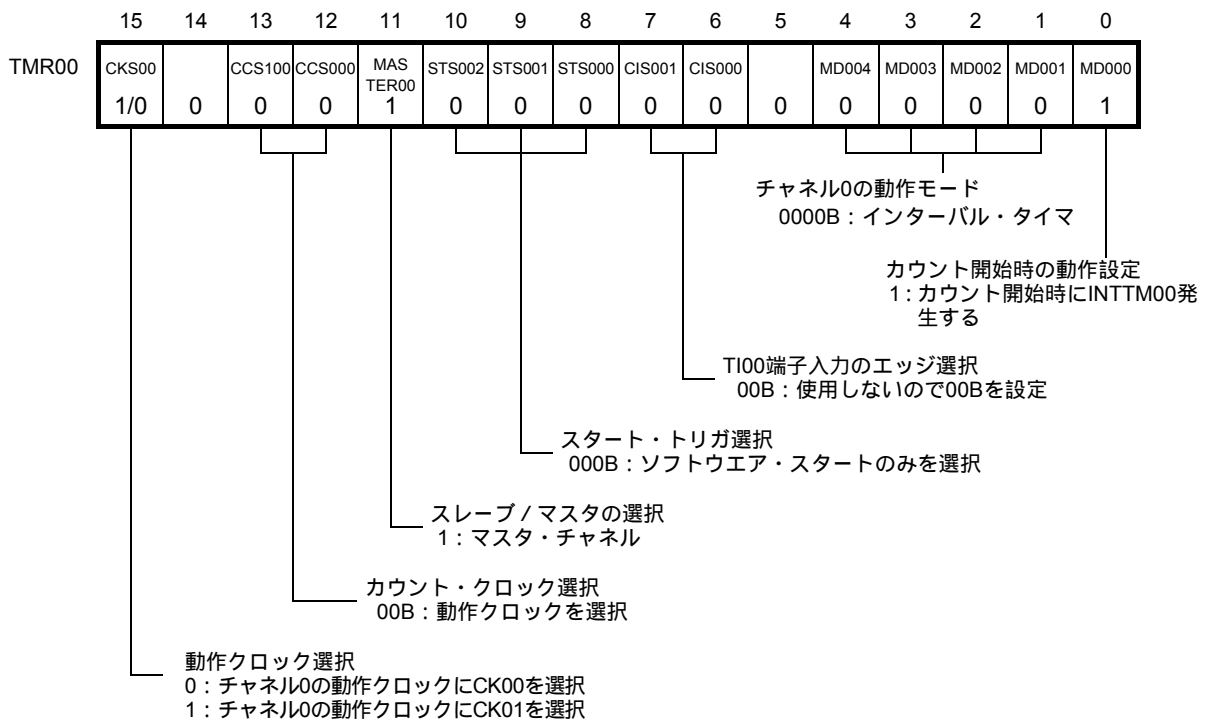 15 14 13 12 11 10 9 8 7 6 5 4 3 2 1 0
TMR00 CKS00 CCS100 CCS000 MAS STS002 STS001 STS000 CIS001 CIS000 MD004 MD003 MD002 MD001 MD000
TER00
1/0 0 0 0 1 0 0 0 0 0 0 0 0 0 0 1
チャネル0の動作モード
0000B：インターバル・タイマ
カウント開始時の動作設定
1：カウント開始時にINTTM00発
生する
TI00端子入力のエッジ選択
00B：使用しないので00Bを設定
スタート・トリガ選択
000B：ソフトウエア・スタートのみを選択
スレーブ／マスタの選択
1：マスタ・チャネル
カウント・クロック選択
00B：動作クロックを選択
動作クロック選択
0：チャネル0の動作クロックにCK00を選択
1：チャネル0の動作クロックにCK01を選択